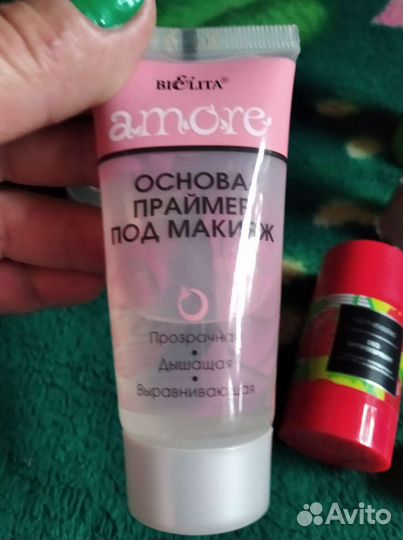 BIELITA®
amore
ОСНОВА
ПРАЙМЕР
ПОД МАКИЯЖ
Прозрачная
Дышащая
Выравнивающая
Avito